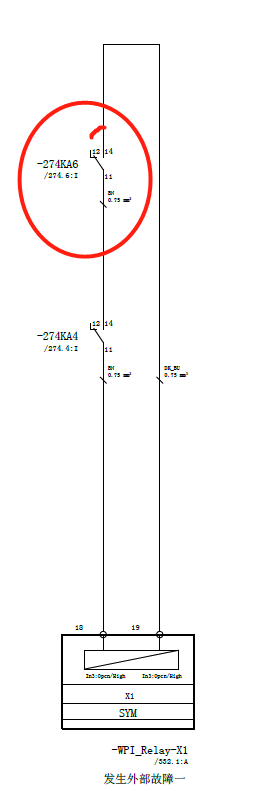 12 14
-274KA6
/274.6:I
11
BN
0.75 mm²
12 14
-274KA4
/274.4:I
11
BN
0.75 mm²
DK_BU
0.75 mm²
18
19
In3:Open/High
In3:Open/High
X1
SYM
-WPI_Relay-X1
/332.1:A
发生外部故障一